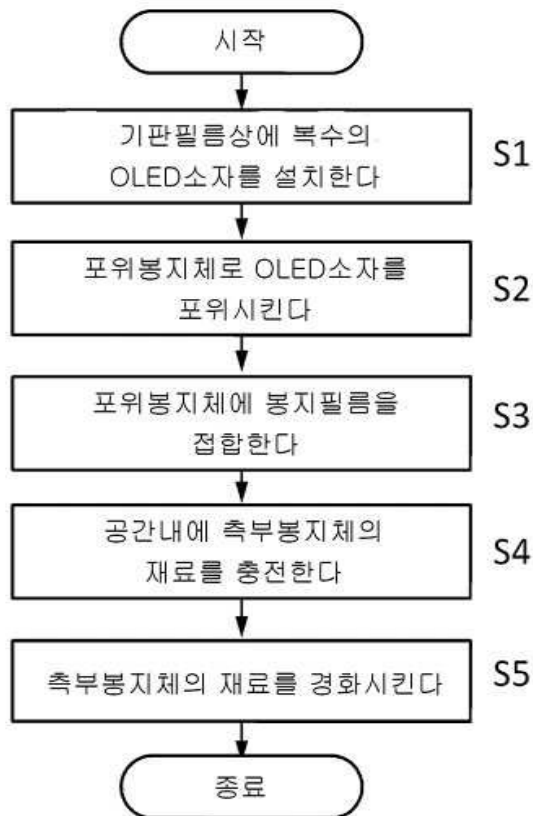 시작
기판필름상에 복수의
OLED소자를 설치한다
S1
포위봉지체로 OLED소자를
포위시킨다
S2
포위봉지체에 봉지필름을
접합한다
S3
공간내에 측부봉지체의
재료를 충전한다
S4
측부봉지체의 재료를 경화시킨다
S5
종료